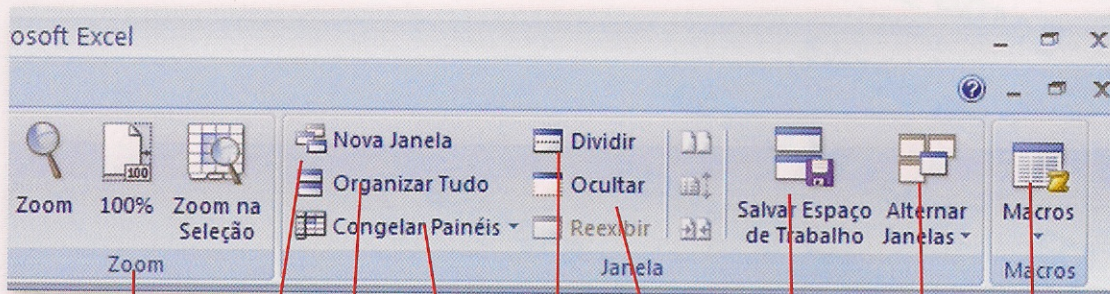 osoft Excel
Zoom
100%
100
Zoom na
Seleção
Zoom
Nova Janela
Organizar Tudo
Congelar Painéis
Dividir
Ocultar
Reexibir
Salvar Espaço
de Trabalho
Alternar
Janelas
Janela
Macros
Macros